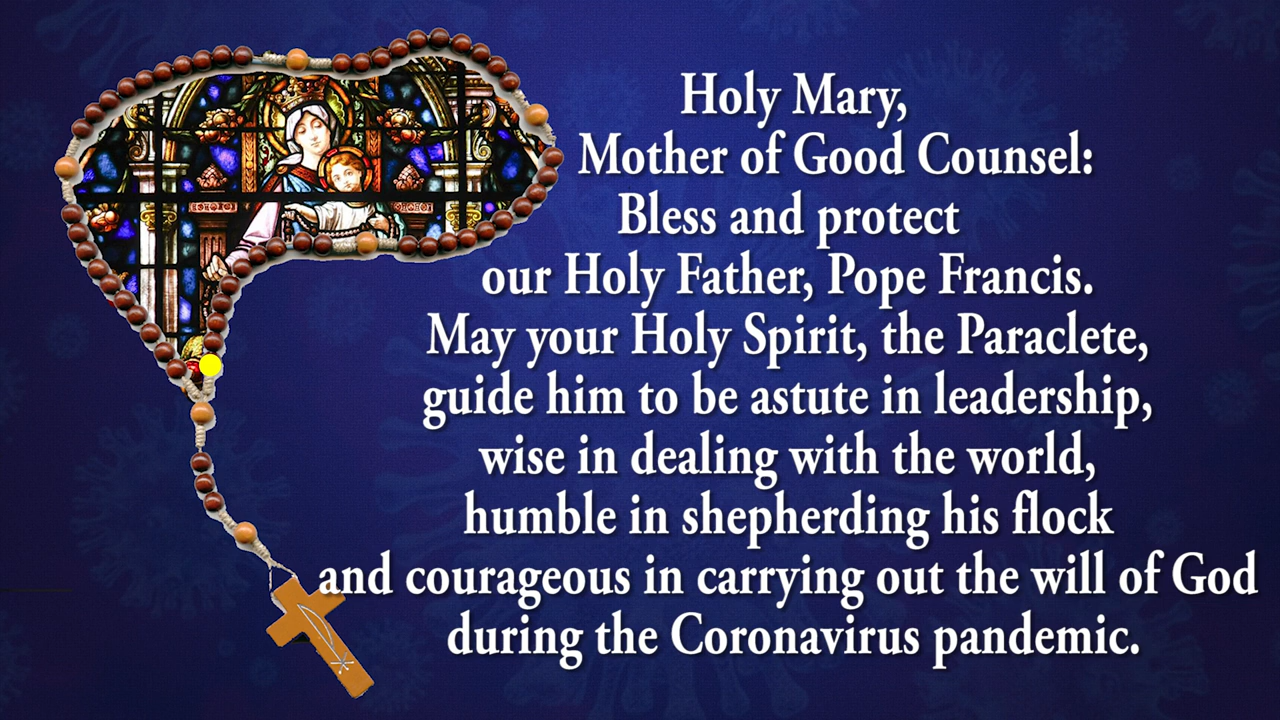 Holy Mary,
Mother of Good Counsel:
Bless and protect
our Holy Father, Pope Francis.
May your Holy Spirit, the Paraclete,
guide him to be astute in leadership,
wise in dealing with the world,
humble in shepherding his flock
and courageous in carrying out the will of God
during the Coronavirus pandemic.